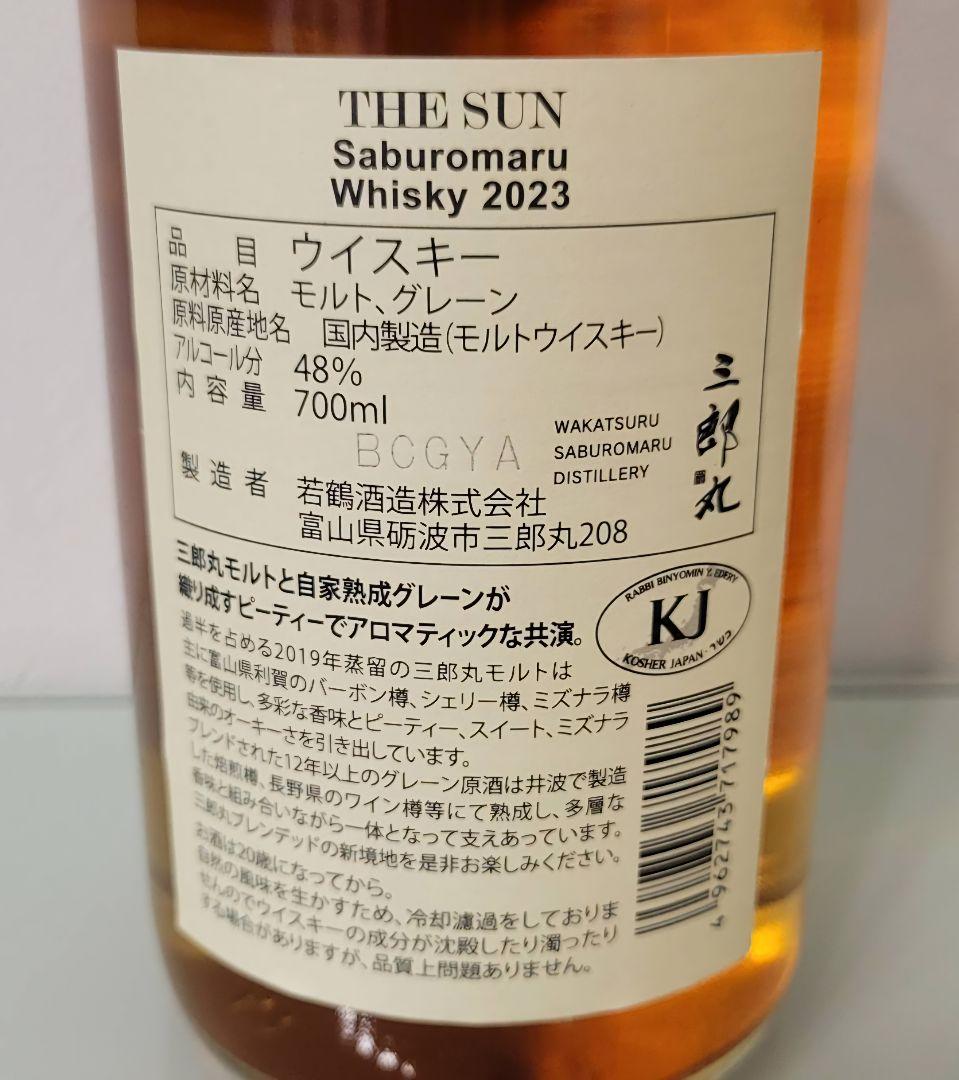 THE SUN
Saburomaru
Whisky 2023
品目 ウイスキー
原材料名 モルト、グレーン
原料原産地名 国内製造(モルトウイスキー)
アルコール分 48%
内容量 700ml
BCGYA
WAKATSURU
SABUROMARU
DISTILLERY
三郎丸
製造者 若鶴酒造株式会社
富山県砺波市三郎丸208
三郎丸モルトと自家熟成グレーンが
織り成すピーティーでアロマティックな共演。
RABBI BINYOMIN Y. EDERY
KJ
KOSHER JAPAN · כשר
過半を占める2019年蒸留の三郎丸モルトは
主に富山県利賀のバーボン樽、シェリー樽、ミズナラ樽
等を使用し、多彩な香味とピーティー、スイート、ミズナラ
由来のオーキーさを引き出しています。
ブレンドされた12年以上のグレーン原酒は井波で製造
した焙煎樽、長野県のワイン樽等にて熟成し、多層な
香味と組み合いながら一体となって支えあっています。
三郎丸ブレンデッドの新境地を是非お楽しみください。
お酒は20歳になってから。
自然の風味を生かすため、冷却濾過をしておりま
せんのでウイスキーの成分が沈殿したり濁ったり
する場合がありますが、品質上問題ありません。
4962743717989